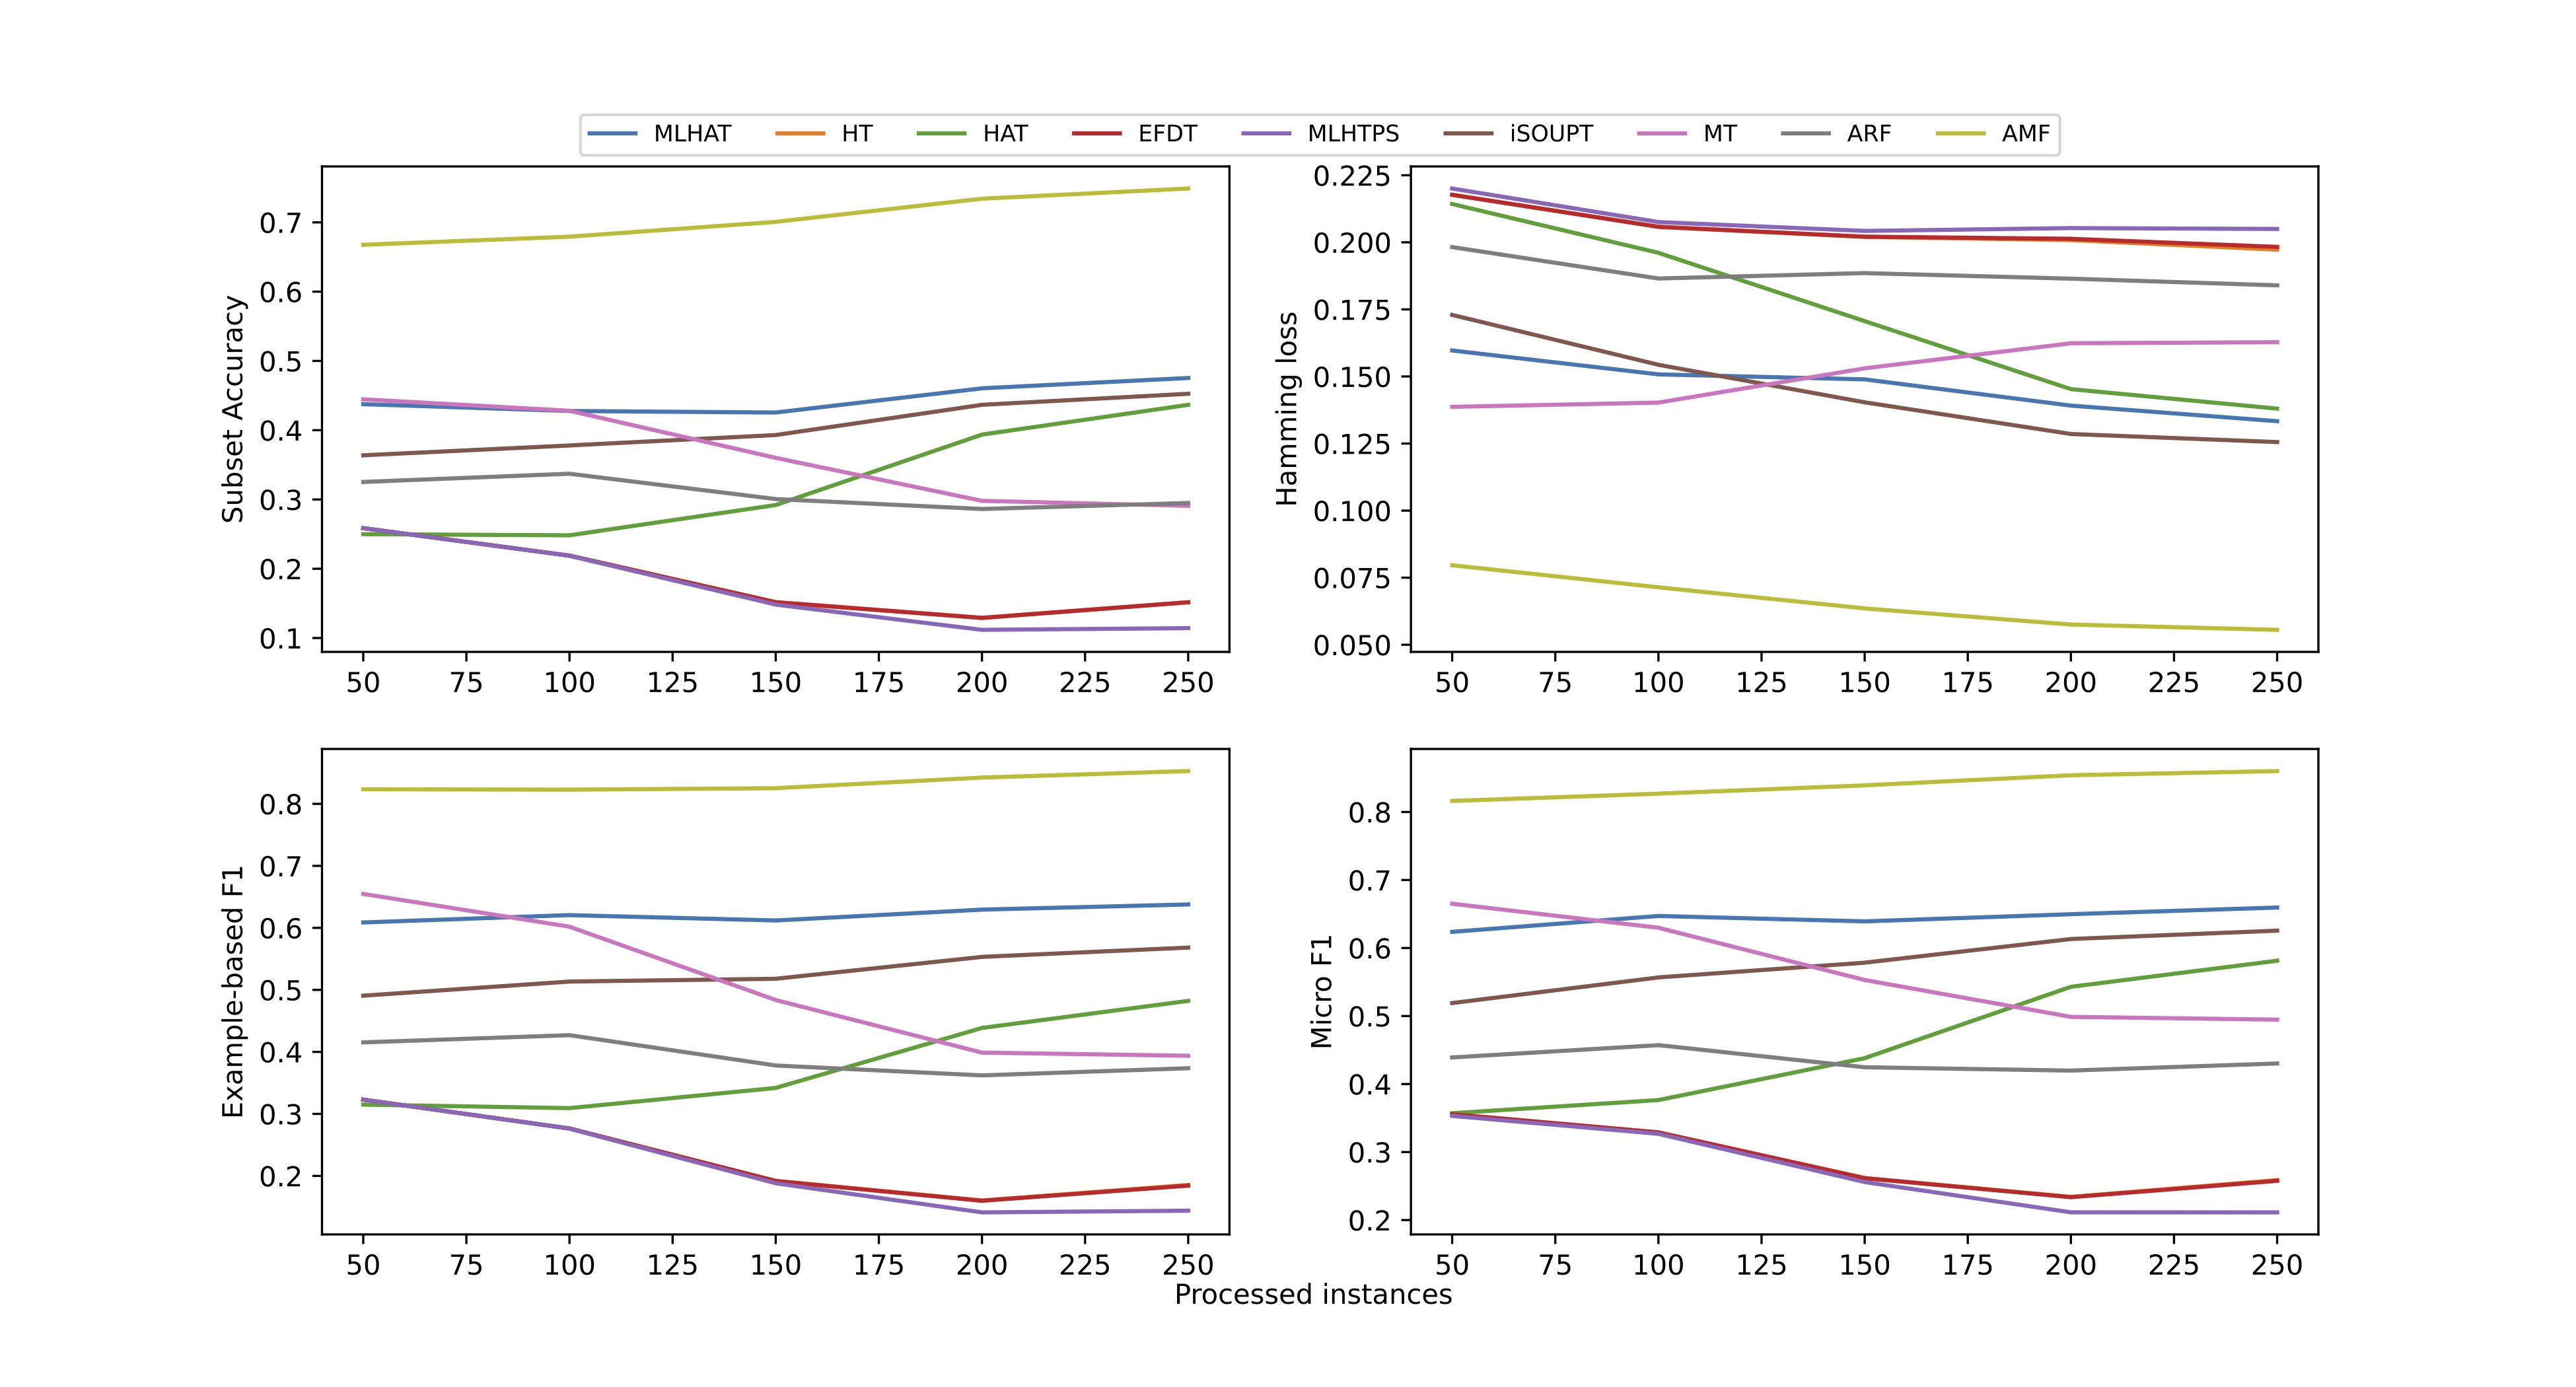 MLHAT HT HAT EFDT MLHTPS iSOUPT MT ARF AMF
Subset Accuracy
0.7
0.6
0.5
0.4
0.3
0.2
0.1
50 75 100 125 150 175 200 225 250
Hamming loss
0.225
0.200
0.175
0.150
0.125
0.100
0.075
0.050
50 75 100 125 150 175 200 225 250
Example-based F1
0.8
0.7
0.6
0.5
0.4
0.3
0.2
50 75 100 125 150 175 200 225 250
Micro F1
0.8
0.7
0.6
0.5
0.4
0.3
0.2
50 75 100 125 150 175 200 225 250
Processed instances